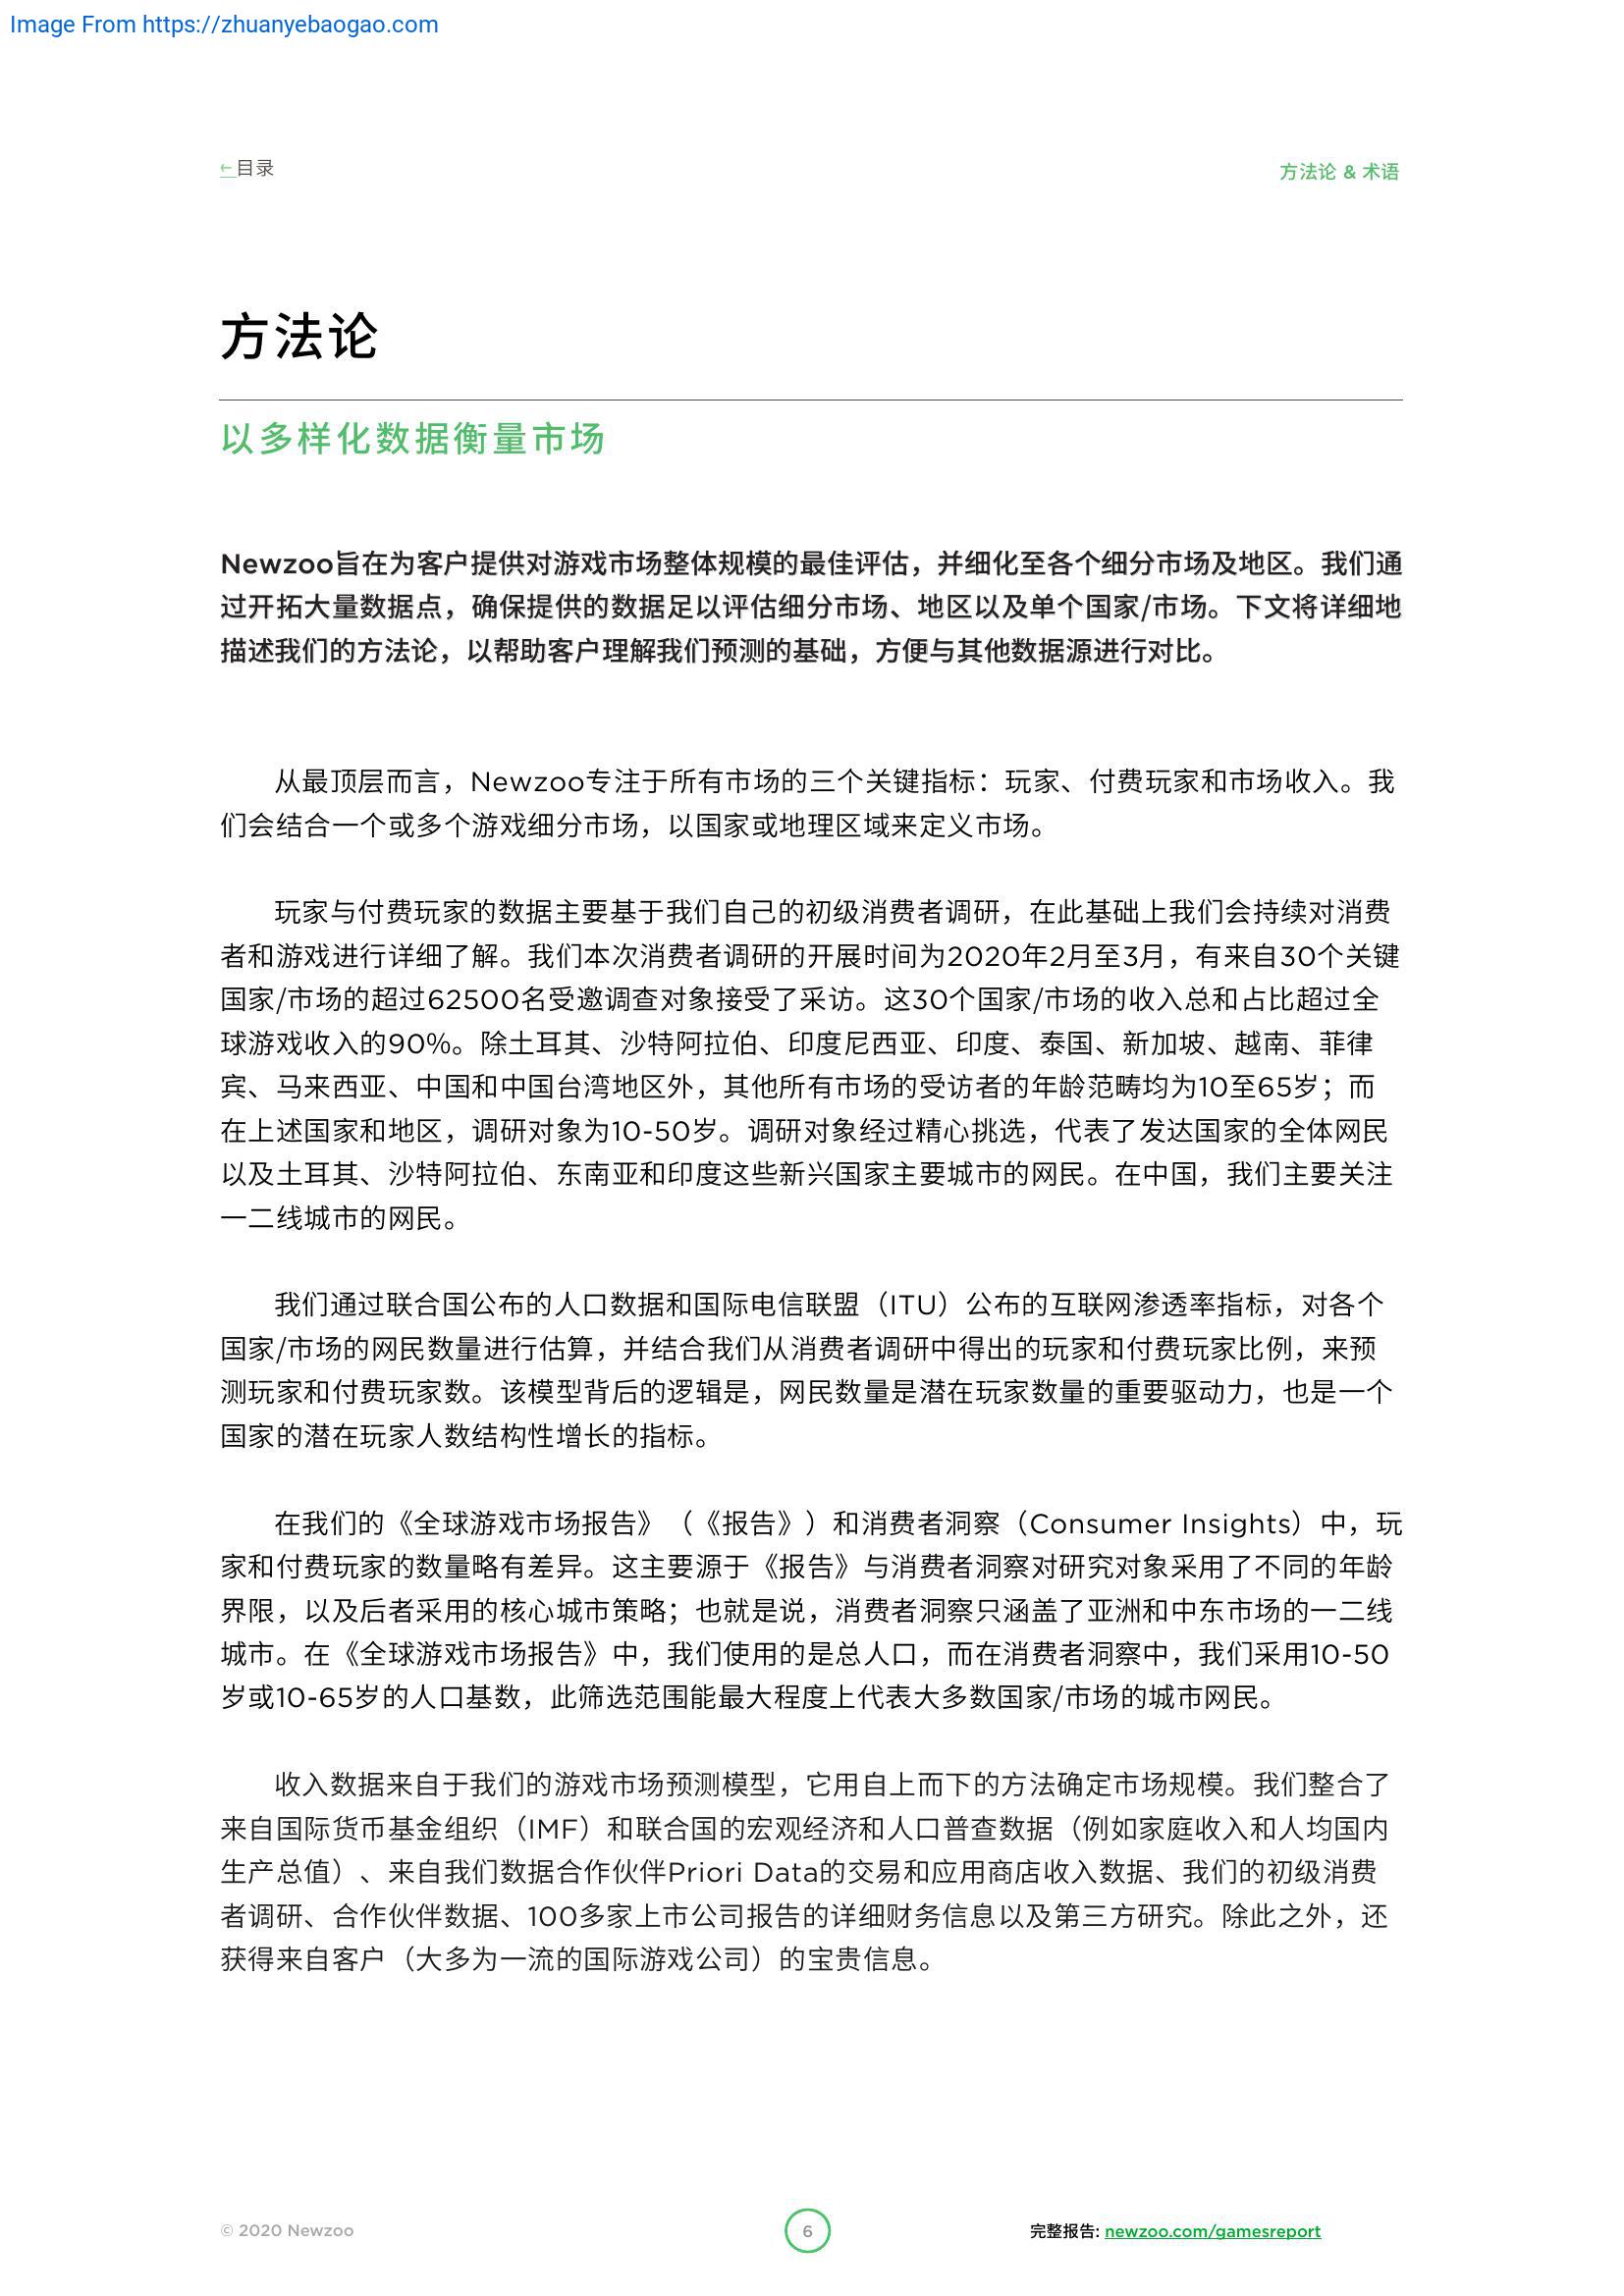 Image From https://zhuanyebaogao.com
←目录
方法论 & 术语
方法论
以多样化数据衡量市场
Newzoo旨在为客户提供对游戏市场整体规模的最佳评估，并细化至各个细分市场及地区。我们通
过开拓大量数据点，确保提供的数据足以评估细分市场、地区以及单个国家/市场。下文将详细地
描述我们的方法论，以帮助客户理解我们预测的基础，方便与其他数据源进行对比。
从最顶层而言，Newzoo专注于所有市场的三个关键指标：玩家、付费玩家和市场收入。我
们会结合一个或多个游戏细分市场，以国家或地理区域来定义市场。
玩家与付费玩家的数据主要基于我们自己的初级消费者调研，在此基础上我们会持续对消费
者和游戏进行详细了解。我们本次消费者调研的开展时间为2020年2月至3月，有来自30个关键
国家/市场的超过62500名受邀调查对象接受了采访。这30个国家/市场的收入总和占比超过全
球游戏收入的90%。除土耳其、沙特阿拉伯、印度尼西亚、印度、泰国、新加坡、越南、菲律
宾、马来西亚、中国和中国台湾地区外，其他所有市场的受访者的年龄范畴均为10至65岁；而
在上述国家和地区，调研对象为10-50岁。调研对象经过精心挑选，代表了发达国家的全体网民
以及土耳其、沙特阿拉伯、东南亚和印度这些新兴国家主要城市的网民。在中国，我们主要关注
一二线城市的网民。
我们通过联合国公布的人口数据和国际电信联盟（ITU）公布的互联网渗透率指标，对各个
国家/市场的网民数量进行估算，并结合我们从消费者调研中得出的玩家和付费玩家比例，来预
测玩家和付费玩家数。该模型背后的逻辑是，网民数量是潜在玩家数量的重要驱动力，也是一个
国家的潜在玩家人数结构性增长的指标。
在我们的《全球游戏市场报告》（《报告》）和消费者洞察（Consumer Insights）中，玩
家和付费玩家的数量略有差异。这主要源于《报告》与消费者洞察对研究对象采用了不同的年龄
界限，以及后者采用的核心城市策略；也就是说，消费者洞察只涵盖了亚洲和中东市场的一二线
城市。在《全球游戏市场报告》中，我们使用的是总人口，而在消费者洞察中，我们采用10-50
岁或10-65岁的人口基数，此筛选范围能最大程度上代表大多数国家/市场的城市网民。
收入数据来自于我们的游戏市场预测模型，它用自上而下的方法确定市场规模。我们整合了
来自国际货币基金组织（IMF）和联合国的宏观经济和人口普查数据（例如家庭收入和人均国内
生产总值）、来自我们数据合作伙伴Priori Data的交易和应用商店收入数据、我们的初级消费
者调研、合作伙伴数据、100多家上市公司报告的详细财务信息以及第三方研究。除此之外，还
获得来自客户（大多为一流的国际游戏公司）的宝贵信息。
© 2020 Newzoo
6
完整报告: newzoo.com/gamesreport